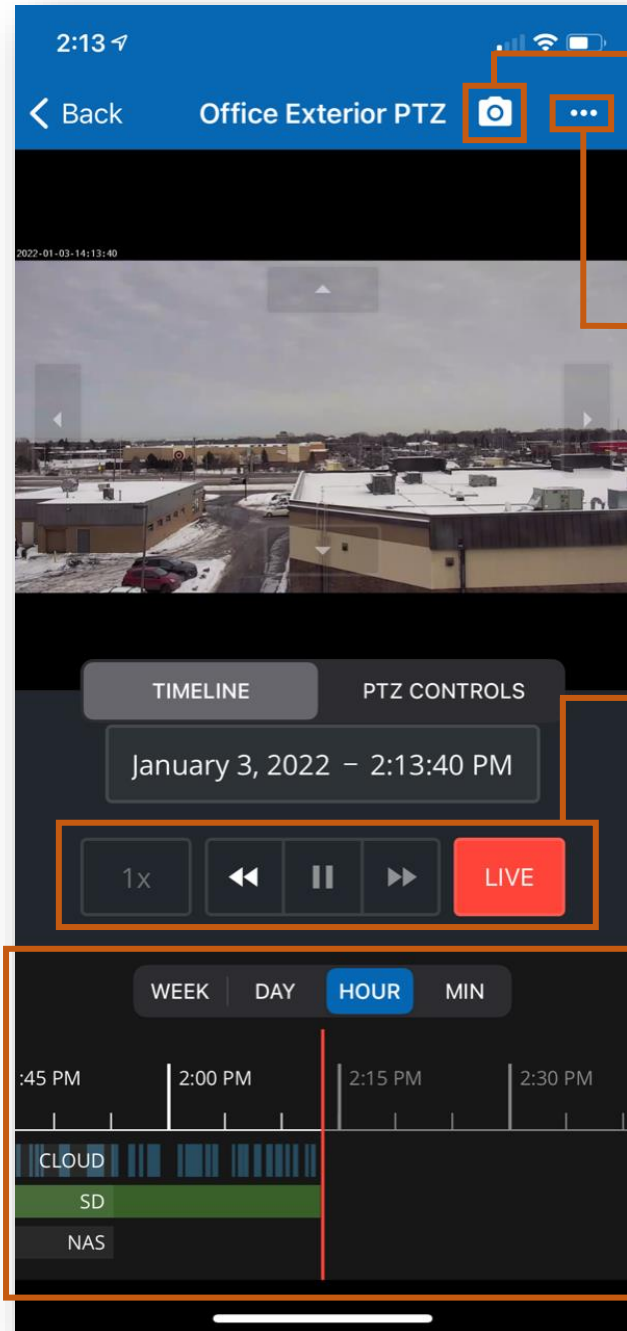 2:13
Back Office Exterior PTZ
2022-01-03-14:13:40
TIMELINE PTZ CONTROLS
January 3, 2022 – 2:13:40 PM
1x LIVE
WEEK DAY HOUR MIN
:45 PM 2:00 PM 2:15 PM 2:30 PM
CLOUD
SD
NAS